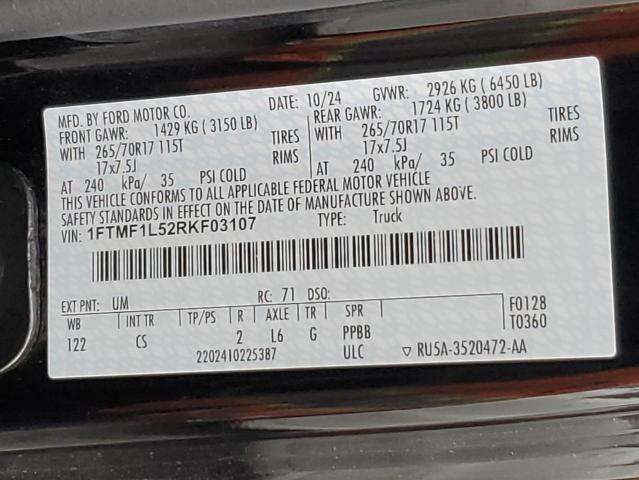 MFD. BY FORD MOTOR CO. DATE: 10/24 GVWR: 2926 KG ( 6450 LB)
FRONT GAWR: 1429 KG ( 3150 LB) REAR GAWR: 1724 KG ( 3800 LB)
WITH 265/70R17 115T TIRES WITH 265/70R17 115T TIRES
17x7.5J RIMS 17x7.5J RIMS
AT 240 kPa/ 35 PSI COLD AT 240 kPa/ 35 PSI COLD
THIS VEHICLE CONFORMS TO ALL APPLICABLE FEDERAL MOTOR VEHICLE
SAFETY STANDARDS IN EFFECT ON THE DATE OF MANUFACTURE SHOWN ABOVE.
VIN: 1FTMF1L52RKF03107 TYPE: Truck
EXT PNT: UM RC: 71 DSO:
WB INT TR TP/PS R AXLE TR SPR F0128
122 CS 2 L6 G PPBB T0360
2202410225387 ULC ▽ RU5A-3520472-AA